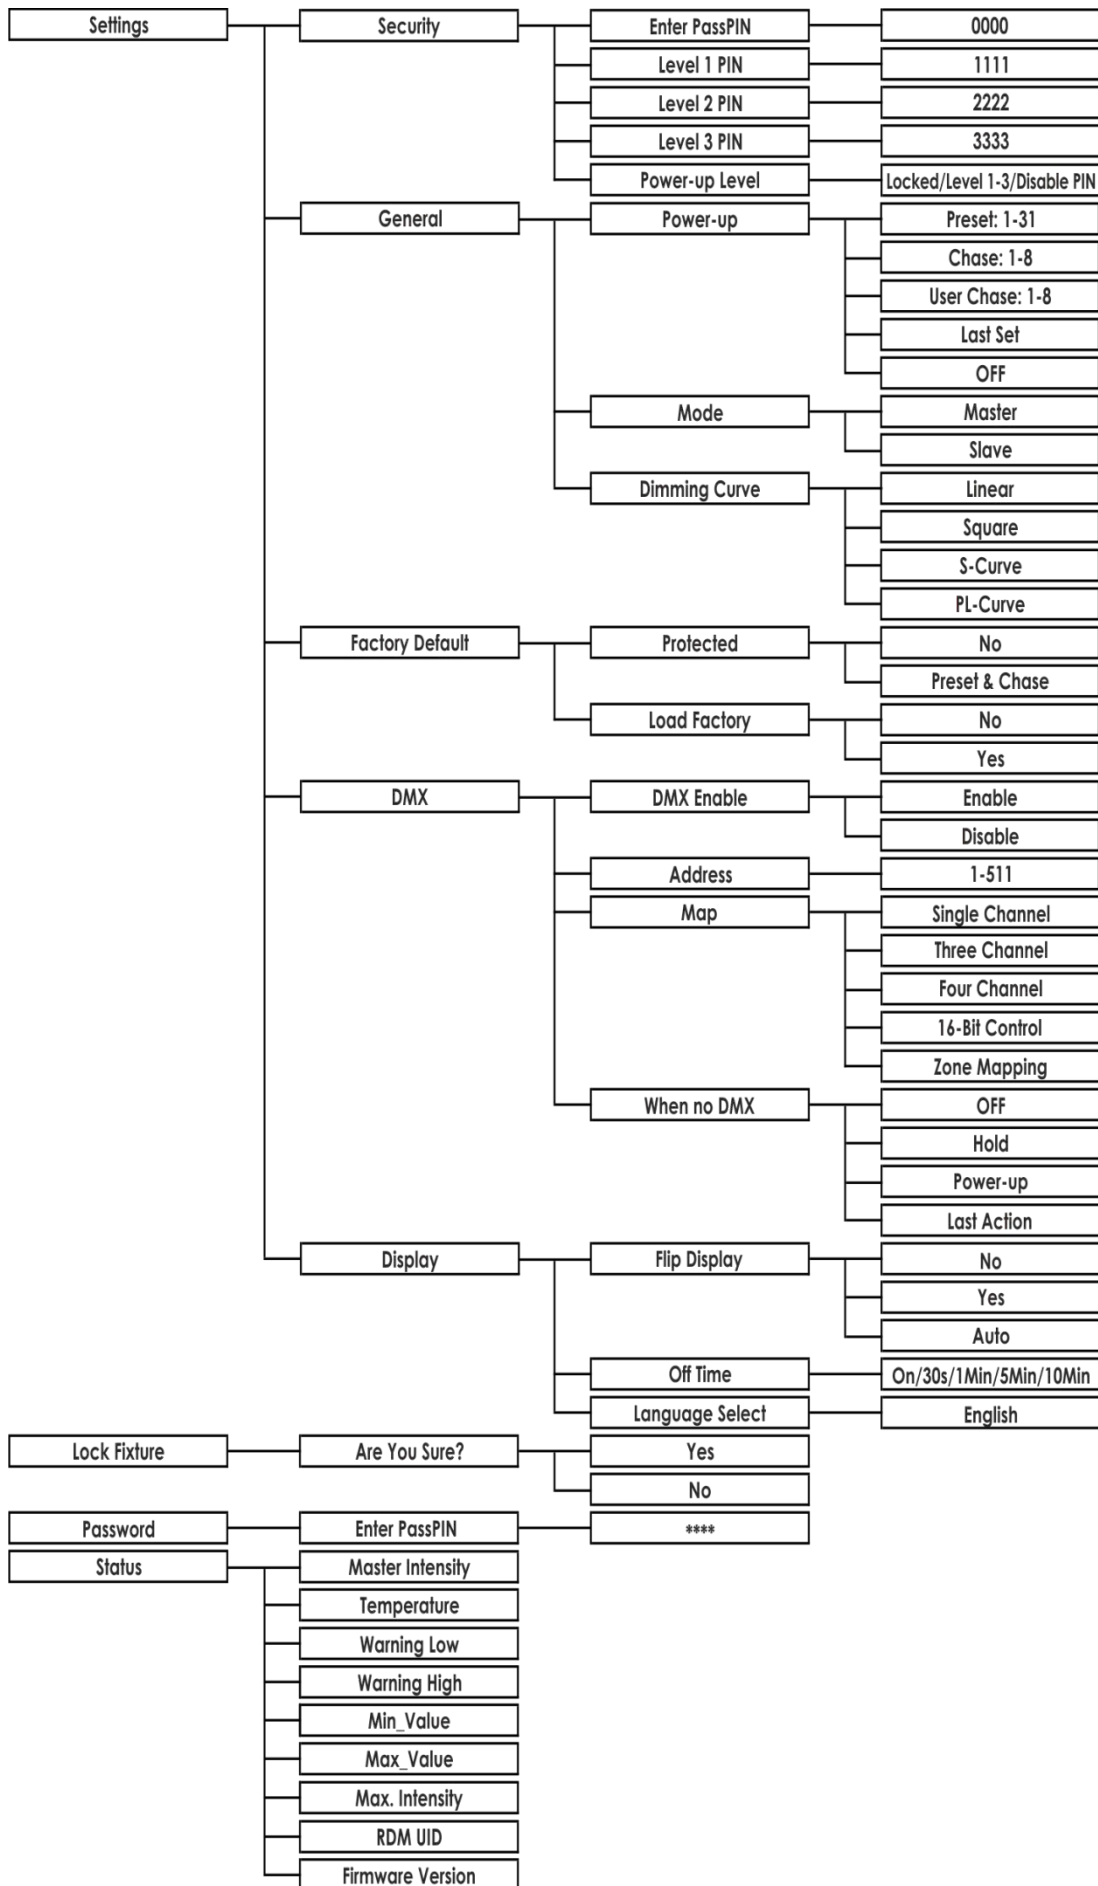 Settings
Security
Enter PassPIN
0000
Level 1 PIN
1111
Level 2 PIN
2222
Level 3 PIN
3333
Power-up Level
Locked/Level 1-3/Disable PIN
General
Power-up
Preset: 1-31
Chase: 1-8
User Chase: 1-8
Last Set
OFF
Mode
Master
Slave
Dimming Curve
Linear
Square
S-Curve
PL-Curve
Factory Default
Protected
No
Preset & Chase
Load Factory
No
Yes
DMX
DMX Enable
Enable
Disable
Address
1-511
Map
Single Channel
Three Channel
Four Channel
16-Bit Control
Zone Mapping
When no DMX
OFF
Hold
Power-up
Last Action
Display
Flip Display
No
Yes
Auto
Off Time
On/30s/1Min/5Min/10Min
Language Select
English
Lock Fixture
Are You Sure?
Yes
No
Password
Enter PassPIN
****
Status
Master Intensity
Temperature
Warning Low
Warning High
Min_Value
Max_Value
Max. Intensity
RDM UID
Firmware Version